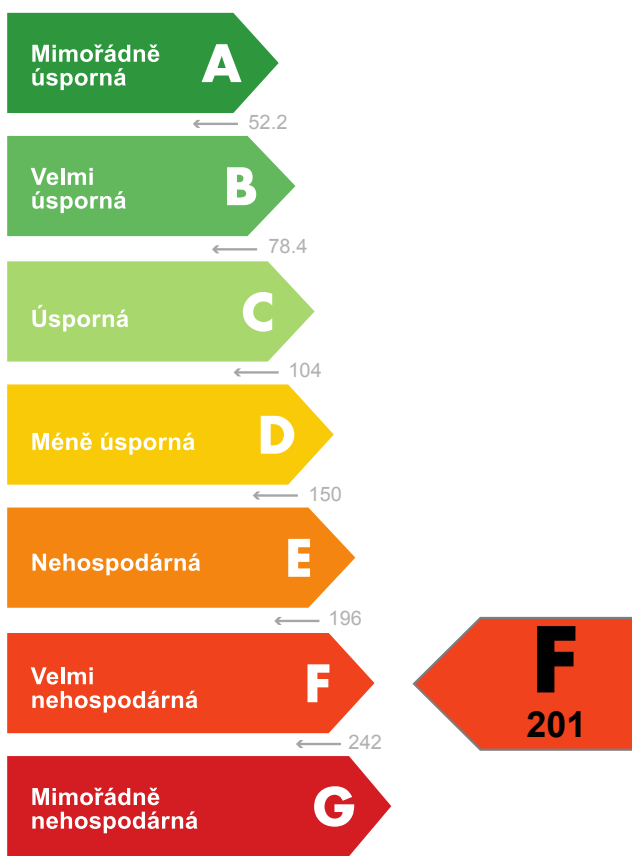 Mimořádně
úsporná
A
← 52.2
Velmi
úsporná
B
← 78.4
Úsporná
C
← 104
Méně úsporná
D
← 150
Nehospodárná
E
← 196
Velmi
nehospodárná
F
F
201
← 242
Mimořádně
nehospodárná
G